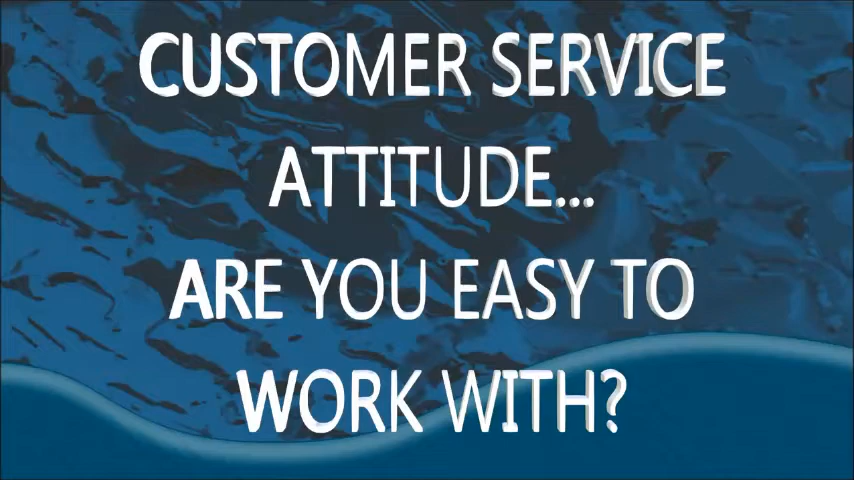 CUSTOMER SERVICE
ATTITUDE...
ARE YOU EASY TO
WORK WITH?